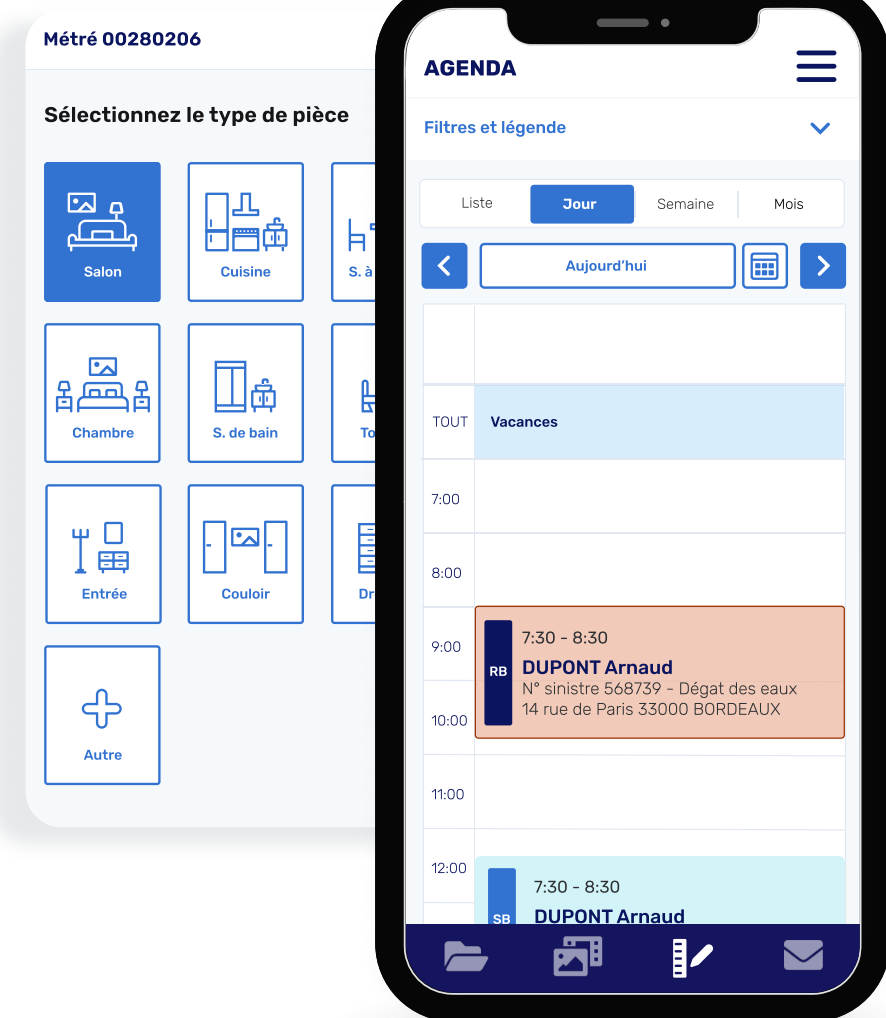 Métré 00280206
Sélectionnez le type de pièce
Salon
Cuisine
S. à
Chambre
S. de bain
To
Entrée
Couloir
Dr
Autre
AGENDA
Filtres et légende
Liste
Jour
Semaine
Mois
Aujourd'hui
TOUT
Vacances
7:00
8:00
9:00
RB
7:30 - 8:30
DUPONT Arnaud
N° sinistre 568739 - Dégat des eaux
14 rue de Paris 33000 BORDEAUX
10:00
11:00
12:00
SB
7:30 - 8:30
DUPONT Arnaud